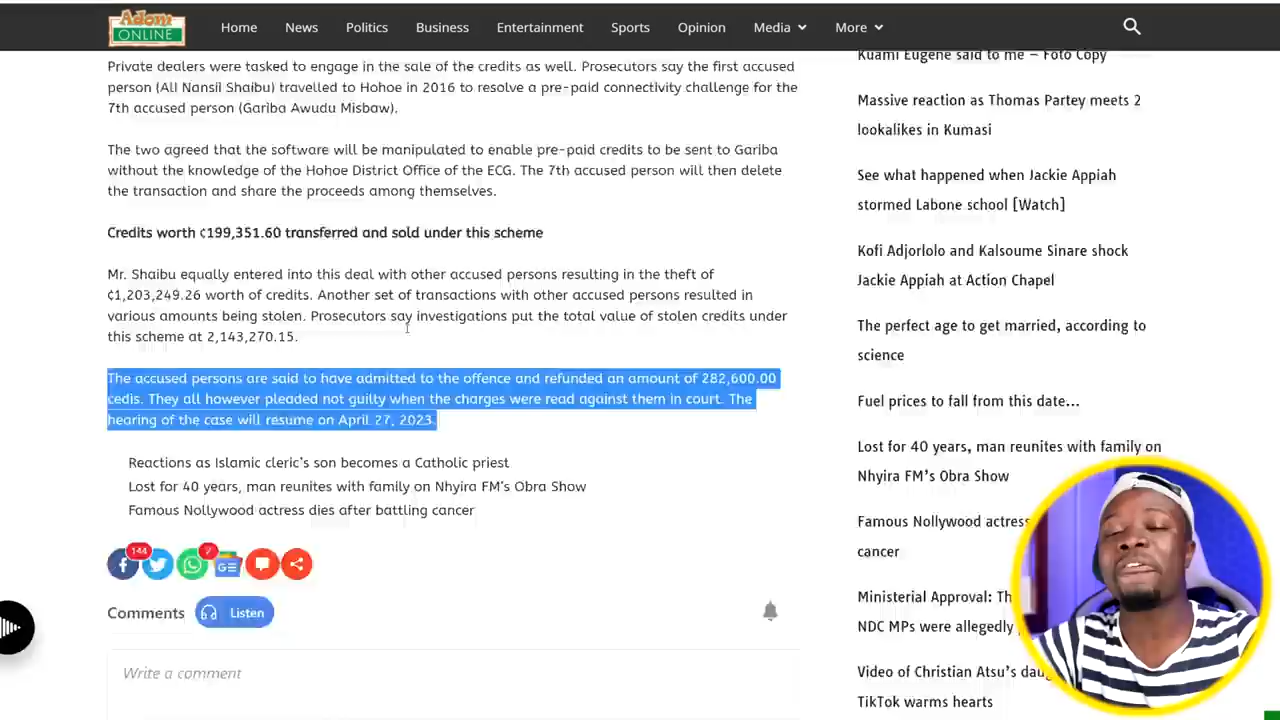 Adom
ONLINE
Home
News
Politics
Business
Entertainment
Sports
Opinion
Media
More
Private dealers were tasked to engage in the sale of the credits as well. Prosecutors say the first accused
person (Ali Nansii Shaibu) travelled to Hohoe in 2016 to resolve a pre-paid connectivity challenge for the
7th accused person (Gariba Awudu Misbaw).
The two agreed that the software will be manipulated to enable pre-paid credits to be sent to Gariba
without the knowledge of the Hohoe District Office of the ECG. The 7th accused person will then delete
the transaction and share the proceeds among themselves.
Credits worth ¢199,351.60 transferred and sold under this scheme
Mr. Shaibu equally entered into this deal with other accused persons resulting in the theft of
¢1,203,249.26 worth of credits. Another set of transactions with other accused persons resulted in
various amounts being stolen. Prosecutors say investigations put the total value of stolen credits under
this scheme at 2,143,270.15.
The accused persons are said to have admitted to the offence and refunded an amount of 282,600.00
cedis. They all however pleaded not guilty when the charges were read against them in court. The
hearing of the case will resume on April 27, 2023.
Reactions as Islamic cleric's son becomes a Catholic priest
Lost for 40 years, man reunites with family on Nhyira FM's Obra Show
Famous Nollywood actress dies after battling cancer
144
7
GE
Comments
Listen
Write a comment
Kuami Eugene said to me – Foto Copy
Massive reaction as Thomas Partey meets 2
lookalikes in Kumasi
See what happened when Jackie Appiah
stormed Labone school [Watch]
Kofi Adjorlolo and Kalsoume Sinare shock
Jackie Appiah at Action Chapel
The perfect age to get married, according to
science
Fuel prices to fall from this date...
Lost for 40 years, man reunites with family on
Nhyira FM's Obra Show
Famous Nollywood actress
cancer
Ministerial Approval:
NDC MPs were allegedly
Video of Christian Atsu's
TikTok warms hearts